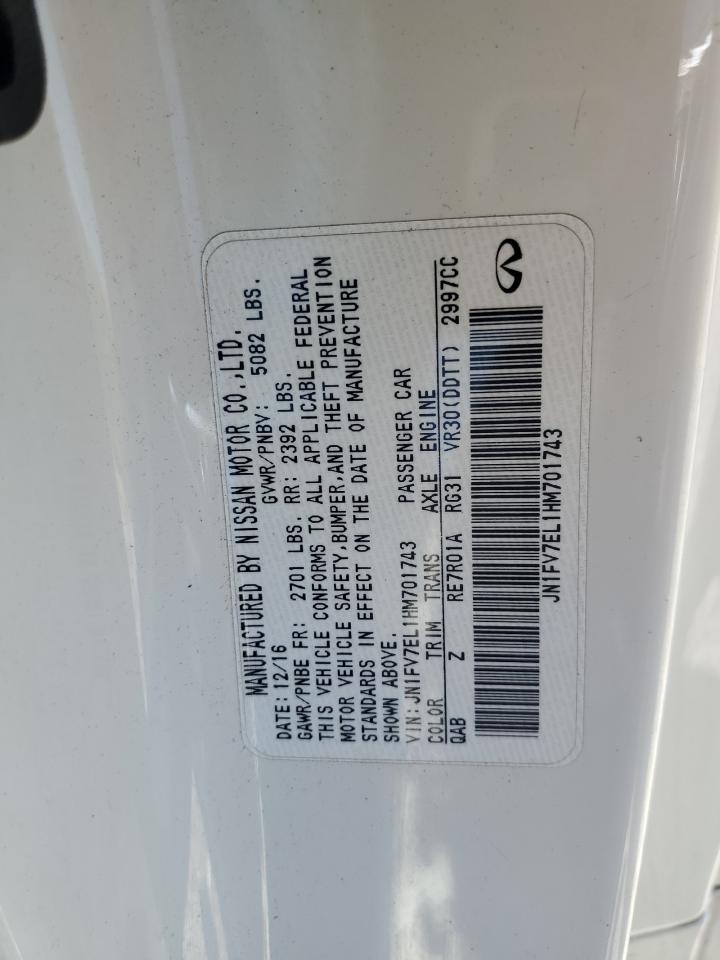 MANUFACTURED BY NISSAN MOTOR CO.,LTD.
DATE: 12/16 GVWR/PNBV: 5082 LBS.
GAWR/PNBE FR: 2701 LBS. RR: 2392 LBS.
THIS VEHICLE CONFORMS TO ALL APPLICABLE FEDERAL
MOTOR VEHICLE SAFETY,BUMPER,AND THEFT PREVENTION
STANDARDS IN EFFECT ON THE DATE OF MANUFACTURE
SHOWN ABOVE.
VIN:JN1FV7EL1HM701743 PASSENGER CAR
COLOR TRIM TRANS AXLE ENGINE
QAB Z RE7R01A RG31 VR30(DDTT) 2997CC
JN1FV7EL1HM701743